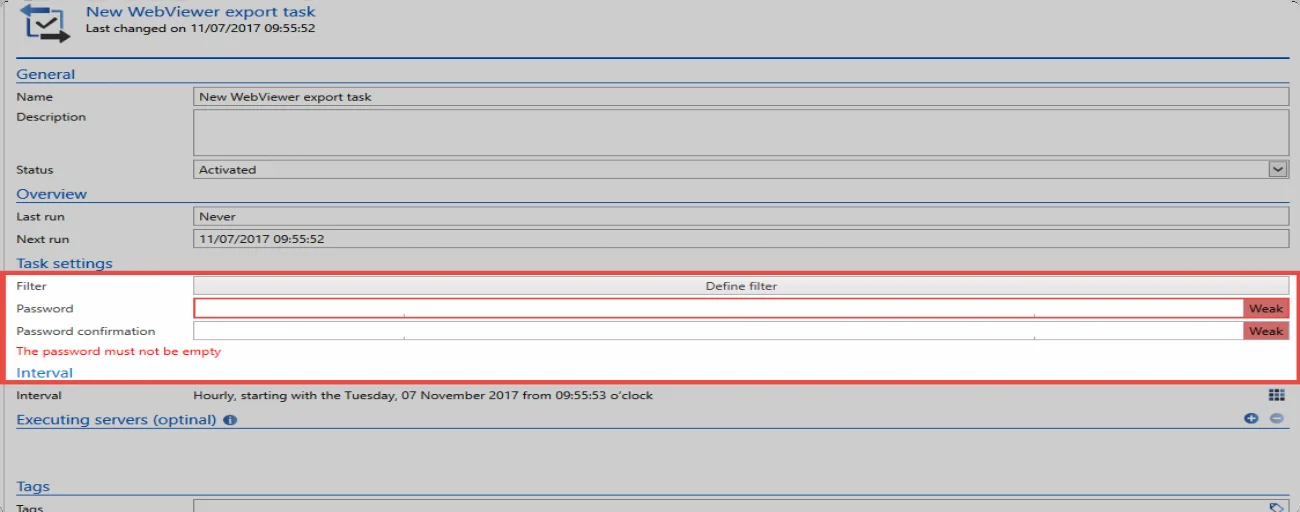 New WebViewer export task
Last changed on 11/07/2017 09:55:52
General
Name New WebViewer export task
Description
Status Activated
Overview
Last run Never
Next run 11/07/2017 09:55:52
Task settings
Filter Define filter
Password Weak
Password confirmation Weak
The password must not be empty
Interval
Interval Hourly, starting with the Tuesday, 07 November 2017 from 09:55:53 o'clock
Executing servers (optinal)
Tags
Tags